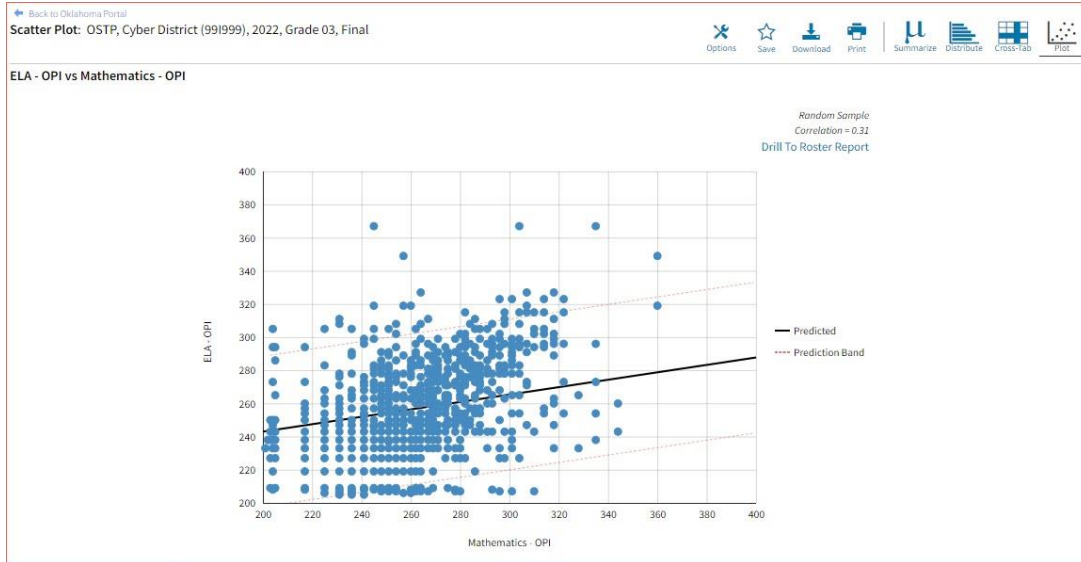 Back to Oklahoma Portal
Scatter Plot: OSTP, Cyber District (99I999), 2022, Grade 03, Final
Options
Save
Download
Print
Summarize
Distribute
Cross-Tab
Plot
ELA - OPI vs Mathematics - OPI
Random Sample
Correlation = 0.31
Drill To Roster Report
400
380
360
340
320
300
280
260
240
220
200
ELA - OPI
200 220 240 260 280 300 320 340 360 380 400
Mathematics - OPI
Predicted
Prediction Band